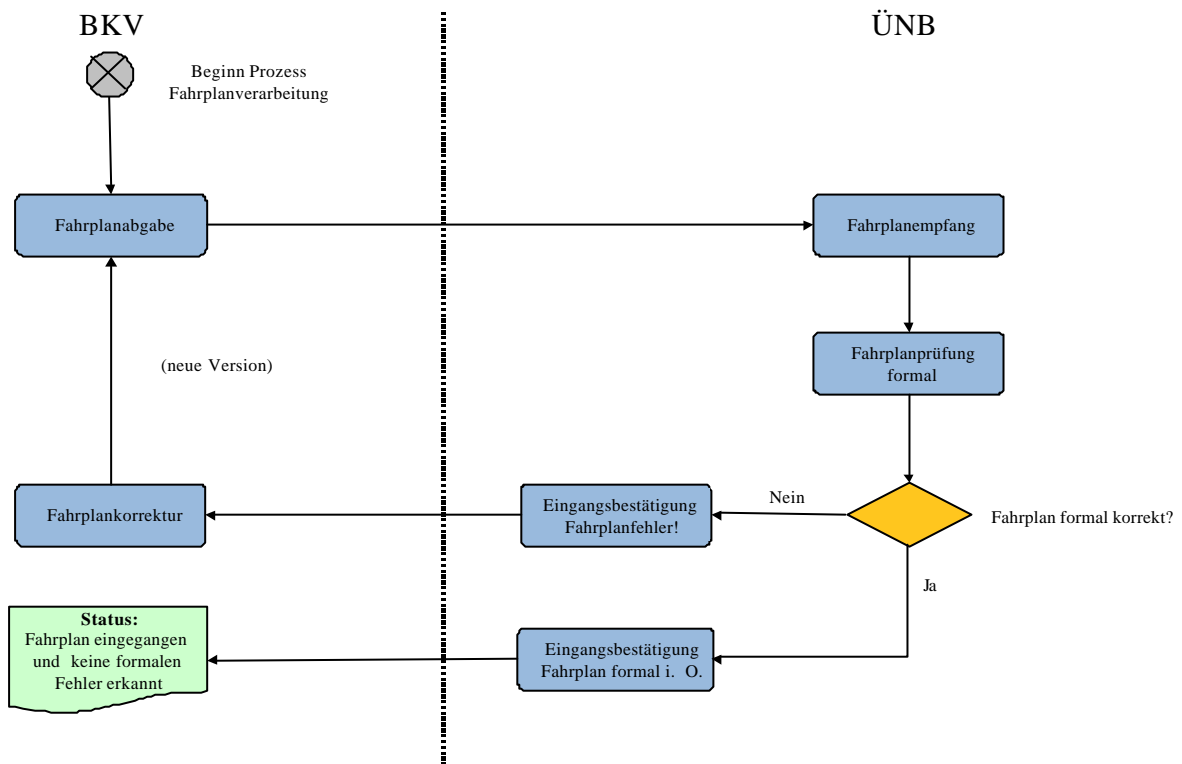 BKV
ÜNB
Beginn Prozess
Fahrplanverarbeitung
Fahrplanabgabe
Fahrplanempfang
(neue Version)
Fahrplanprüfung
formal
Fahrplankorrektur
Eingangsbestätigung
Fahrplanfehler!
Nein
Fahrplan formal korrekt?
Ja
Status:
Fahrplan eingegangen
und keine formalen
Fehler erkannt
Eingangsbestätigung
Fahrplan formal i. O.